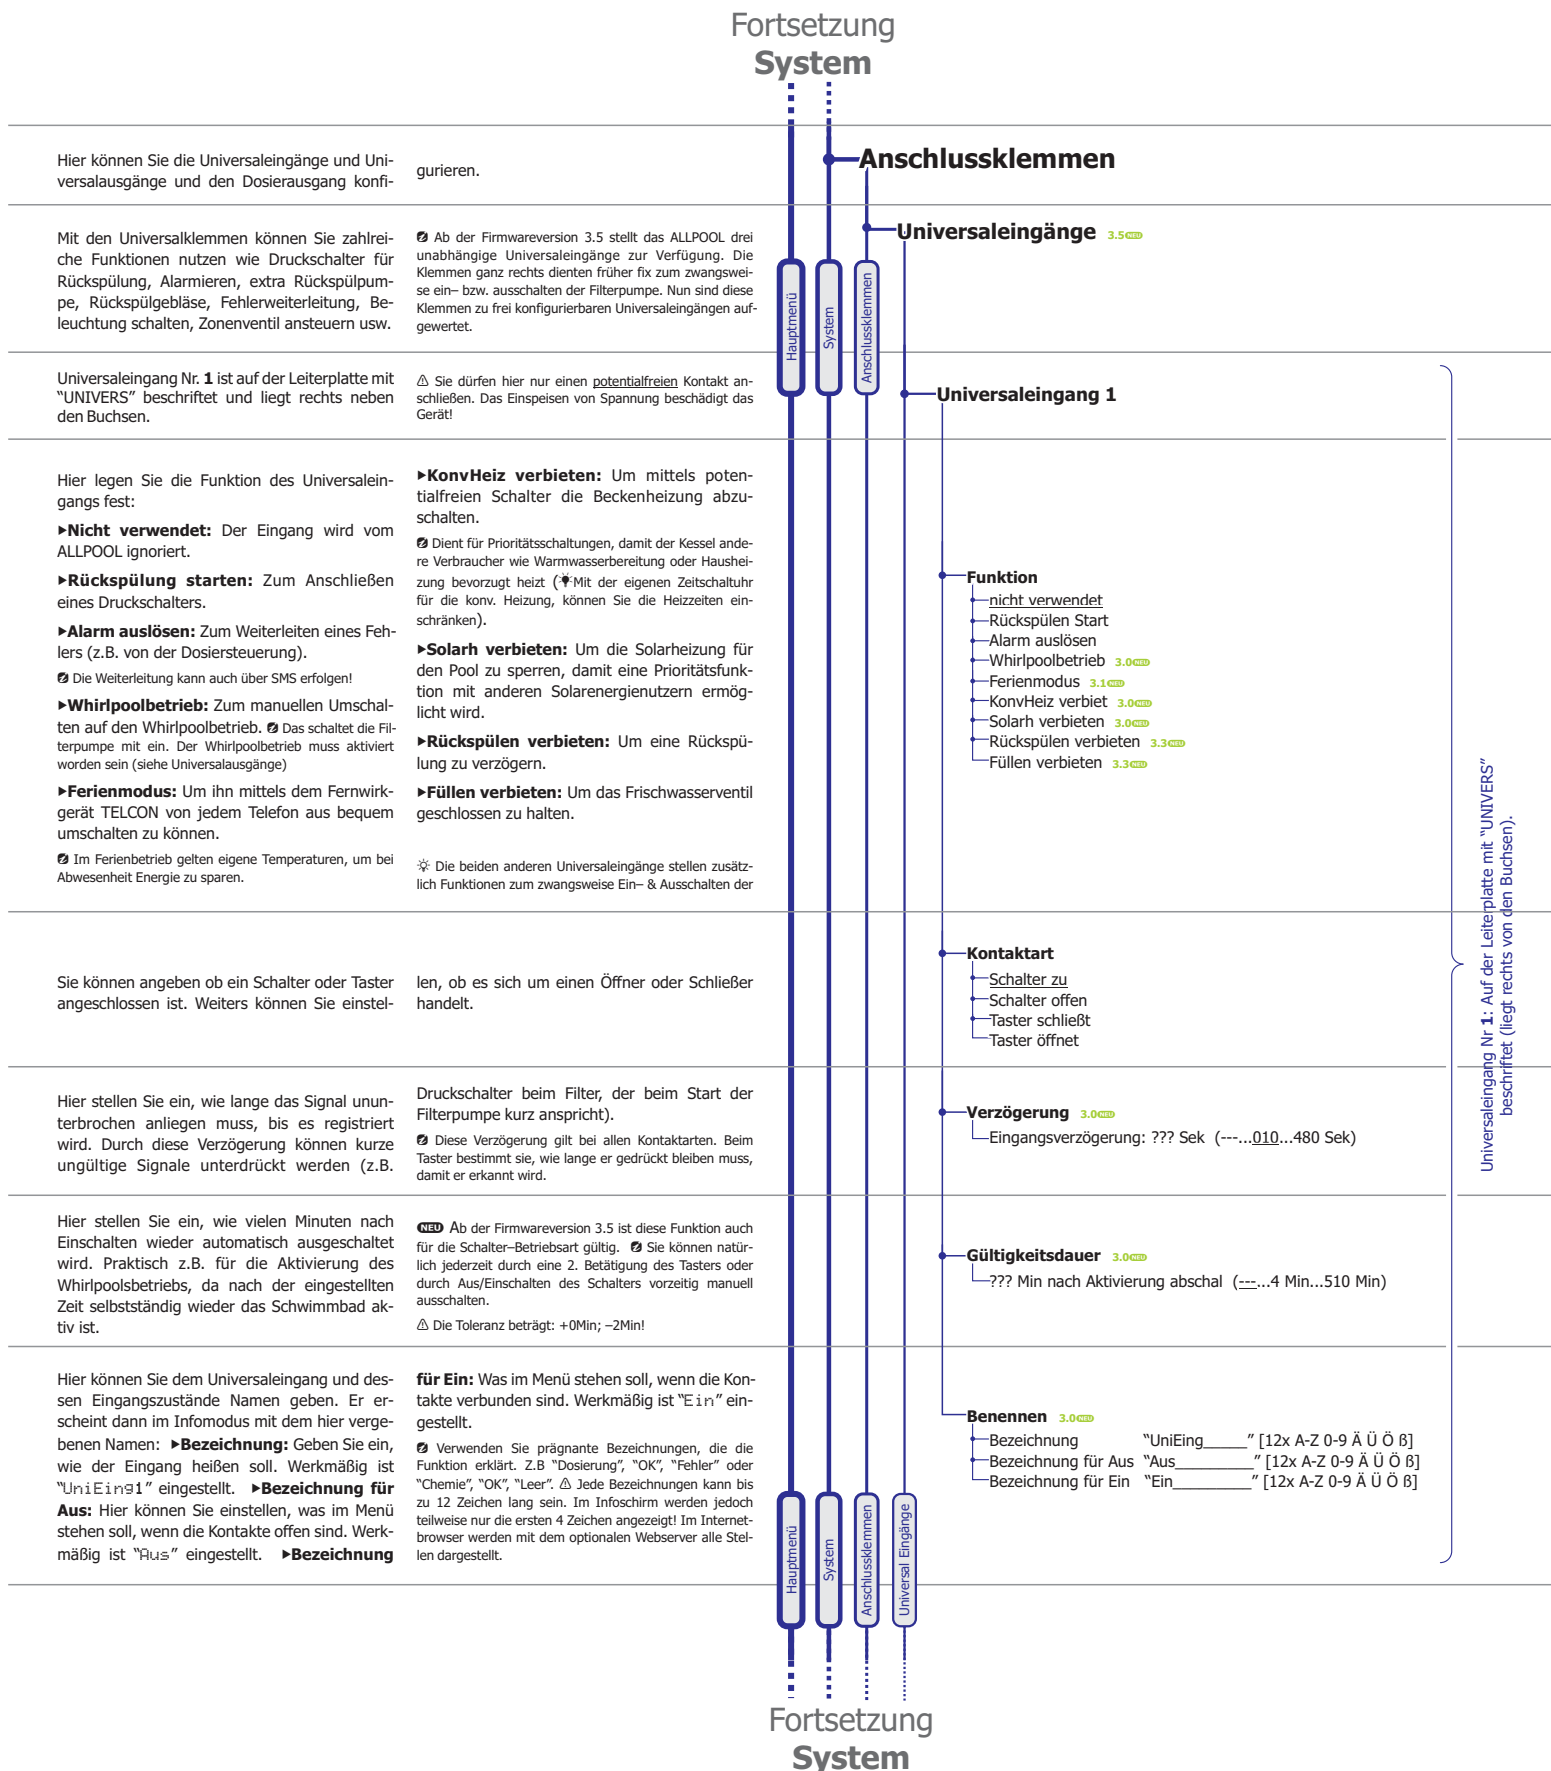 Fortsetzung
System
Hier können Sie die Universaleingänge und Uni-
versalausgänge und den Dosierausgang konfi-
gurieren.
Anschlussklemmen
Mit den Universalklemmen können Sie zahlrei-
che Funktionen nutzen wie Druckschalter für
Rückspülung, Alarmieren, extra Rückspülpum-
pe, Rückspülgebläse, Fehlerweiterleitung, Be-
leuchtung schalten, Zonenventil ansteuern usw.
Ab der Firmwareversion 3.5 stellt das ALLPOOL drei
unabhängige Universaleingänge zur Verfügung. Die
Klemmen ganz rechts dienten früher fix zum zwangswei-
se ein– bzw. ausschalten der Filterpumpe. Nun sind diese
Klemmen zu frei konfigurierbaren Universaleingängen auf-
gewertet.
Universaleingänge 3.5 NEU
Hauptmenü
System
Anschlussklemmen
Universaleingang Nr. 1 ist auf der Leiterplatte mit
“UNIVERS” beschriftet und liegt rechts neben
den Buchsen.
⚠ Sie dürfen hier nur einen potentialfreien Kontakt an-
schließen. Das Einspeisen von Spannung beschädigt das
Gerät!
Universaleingang 1
Hier legen Sie die Funktion des Universalein-
gangs fest:
▶Nicht verwendet: Der Eingang wird vom
ALLPOOL ignoriert.
▶Rückspülung starten: Zum Anschließen
eines Druckschalters.
▶Alarm auslösen: Zum Weiterleiten eines Feh-
lers (z.B. von der Dosiersteuerung).
Die Weiterleitung kann auch über SMS erfolgen!
▶Whirlpoolbetrieb: Zum manuellen Umschal-
ten auf den Whirlpoolbetrieb. Das schaltet die Fil-
terpumpe mit ein. Der Whirlpoolbetrieb muss aktiviert
worden sein (siehe Universalausgänge)
▶Ferienmodus: Um ihn mittels dem Fernwirk-
gerät TELCON von jedem Telefon aus bequem
umschalten zu können.
Im Ferienbetrieb gelten eigene Temperaturen, um bei
Abwesenheit Energie zu sparen.
▶KonvHeiz verbieten: Um mittels poten-
tialfreien Schalter die Beckenheizung abzu-
schalten.
Dient für Prioritätsschaltungen, damit der Kessel ande-
re Verbraucher wie Warmwasserbereitung oder Haushei-
zung bevorzugt heizt (Mit der eigenen Zeitschaltuhr
für die konv. Heizung, können Sie die Heizzeiten ein-
schränken).
▶Solarh verbieten: Um die Solarheizung für
den Pool zu sperren, damit eine Prioritätsfunk-
tion mit anderen Solarenergienutzern ermög-
licht wird.
▶Rückspülen verbieten: Um eine Rückspü-
lung zu verzögern.
▶Füllen verbieten: Um das Frischwasserventil
geschlossen zu halten.
Die beiden anderen Universaleingänge stellen zusätz-
lich Funktionen zum zwangsweise Ein– & Ausschalten der
Funktion
nicht verwendet
Rückspülen Start
Alarm auslösen
Whirlpoolbetrieb 3.0 NEU
Ferienmodus 3.1 NEU
KonvHeiz verbiet 3.0 NEU
Solarh verbieten 3.0 NEU
Rückspülen verbieten 3.3 NEU
Füllen verbieten 3.3 NEU
Universaleingang Nr 1: Auf der Leiterplatte mit “UNIVERS”
beschriftet (liegt rechts von den Buchsen).
Sie können angeben ob ein Schalter oder Taster
angeschlossen ist. Weiters können Sie einstel-
len, ob es sich um einen Öffner oder Schließer
handelt.
Kontaktart
Schalter zu
Schalter offen
Taster schließt
Taster öffnet
Hier stellen Sie ein, wie lange das Signal unun-
terbrochen anliegen muss, bis es registriert
wird. Durch diese Verzögerung können kurze
ungültige Signale unterdrückt werden (z.B.
Druckschalter beim Filter, der beim Start der
Filterpumpe kurz anspricht).
Diese Verzögerung gilt bei allen Kontaktarten. Beim
Taster bestimmt sie, wie lange er gedrückt bleiben muss,
damit er erkannt wird.
Verzögerung 3.0 NEU
Eingangsverzögerung: ??? Sek (---...010...480 Sek)
Hier stellen Sie ein, wie vielen Minuten nach
Einschalten wieder automatisch ausgeschaltet
wird. Praktisch z.B. für die Aktivierung des
Whirlpoolsbetriebs, da nach der eingestellten
Zeit selbstständig wieder das Schwimmbad ak-
tiv ist.
NEU Ab der Firmwareversion 3.5 ist diese Funktion auch
für die Schalter–Betriebsart gültig. Sie können natür-
lich jederzeit durch eine 2. Betätigung des Tasters oder
durch Aus/Einschalten des Schalters vorzeitig manuell
ausschalten.
⚠ Die Toleranz beträgt: +0Min; –2Min!
Gültigkeitsdauer 3.0 NEU
??? Min nach Aktivierung abschal (---...4 Min...510 Min)
Hier können Sie dem Universaleingang und des-
sen Eingangszustände Namen geben. Er er-
scheint dann im Infomodus mit dem hier verge-
benen Namen: ▶Bezeichnung: Geben Sie ein,
wie der Eingang heißen soll. Werkmäßig ist
“UniEing1” eingestellt. ▶Bezeichnung für
Aus: Hier können Sie einstellen, was im Menü
stehen soll, wenn die Kontakte offen sind. Werk-
mäßig ist “Aus” eingestellt. ▶Bezeichnung
für Ein: Was im Menü stehen soll, wenn die Kon-
takte verbunden sind. Werkmäßig ist “Ein” ein-
gestellt.
Verwenden Sie prägnante Bezeichnungen, die die
Funktion erklärt. Z.B “Dosierung”, “OK”, “Fehler” oder
“Chemie”, “OK”, “Leer”. ⚠ Jede Bezeichnungen kann bis
zu 12 Zeichen lang sein. Im Infoschirm werden jedoch
teilweise nur die ersten 4 Zeichen angezeigt! Im Internet-
browser werden mit dem optionalen Webserver alle Stel-
len dargestellt.
Benennen 3.0 NEU
Bezeichnung “UniEing_____” [12x A-Z 0-9 Ä Ü Ö ß]
Bezeichnung für Aus “Aus_________” [12x A-Z 0-9 Ä Ü Ö ß]
Bezeichnung für Ein “Ein_________” [12x A-Z 0-9 Ä Ü Ö ß]
Hauptmenü
System
Anschlussklemmen
Universal Eingänge
Fortsetzung
System